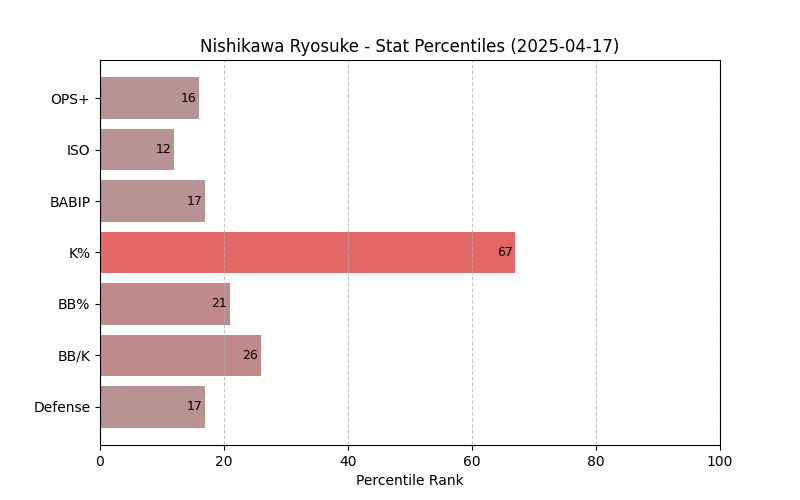 Nishikawa Ryosuke - Stat Percentiles (2025-04-17)
OPS+ 16
ISO 12
BABIP 17
K% 67
BB% 21
BB/K 26
Defense 17
0 20 40 60 80 100
Percentile Rank